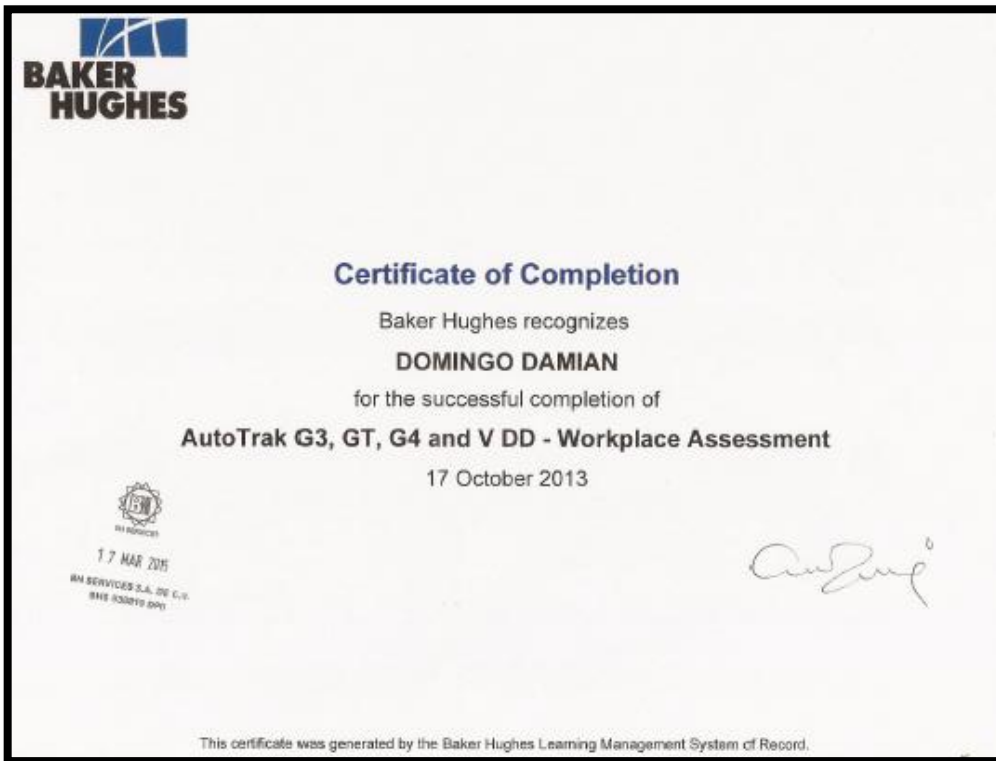 BAKER
HUGHES
Certificate of Completion
Baker Hughes recognizes
DOMINGO DAMIAN
for the successful completion of
AutoTrak G3, GT, G4 and V DD - Workplace Assessment
17 October 2013
BH SERVICES
17 MAR 2015
BH SERVICES S.A. DE C.V.
This certificate was generated by the Baker Hughes Learning Management System of Record.